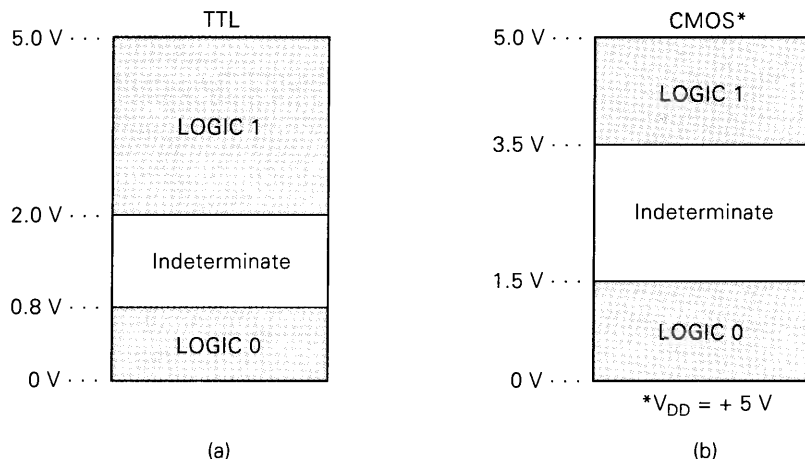 TTL
5.0 V · · ·
LOGIC 1
2.0 V · · ·
Indeterminate
0.8 V · · ·
LOGIC 0
0 V · · ·
(a)
CMOS*
5.0 V · · ·
LOGIC 1
3.5 V · · ·
Indeterminate
1.5 V · · ·
LOGIC 0
0 V · · ·
*VDD = + 5 V
(b)